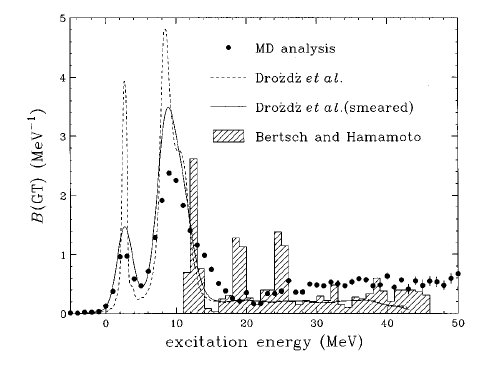 5
4
3
2
1
0
B(GT) (MeV⁻¹)
MD analysis
Drożdż et al.
Drożdż et al.(smeared)
Bertsch and Hamamoto
0 10 20 30 40 50
excitation energy (MeV)